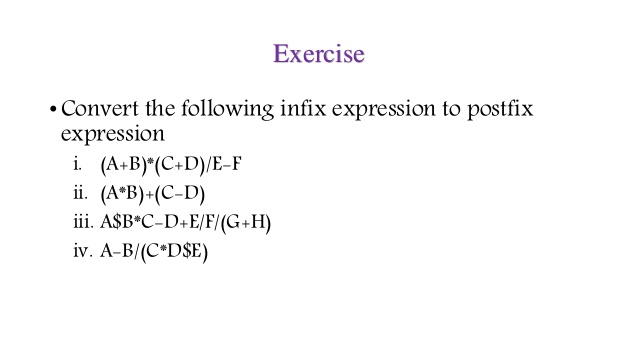 Exercise
• Convert the following infix expression to postfix
expression
i. (A+B)*(C+D)/E-F
ii. (A*B)+(C-D)
iii. A$B*C-D+E/F/(G+H)
iv. A-B/(C*D$E)